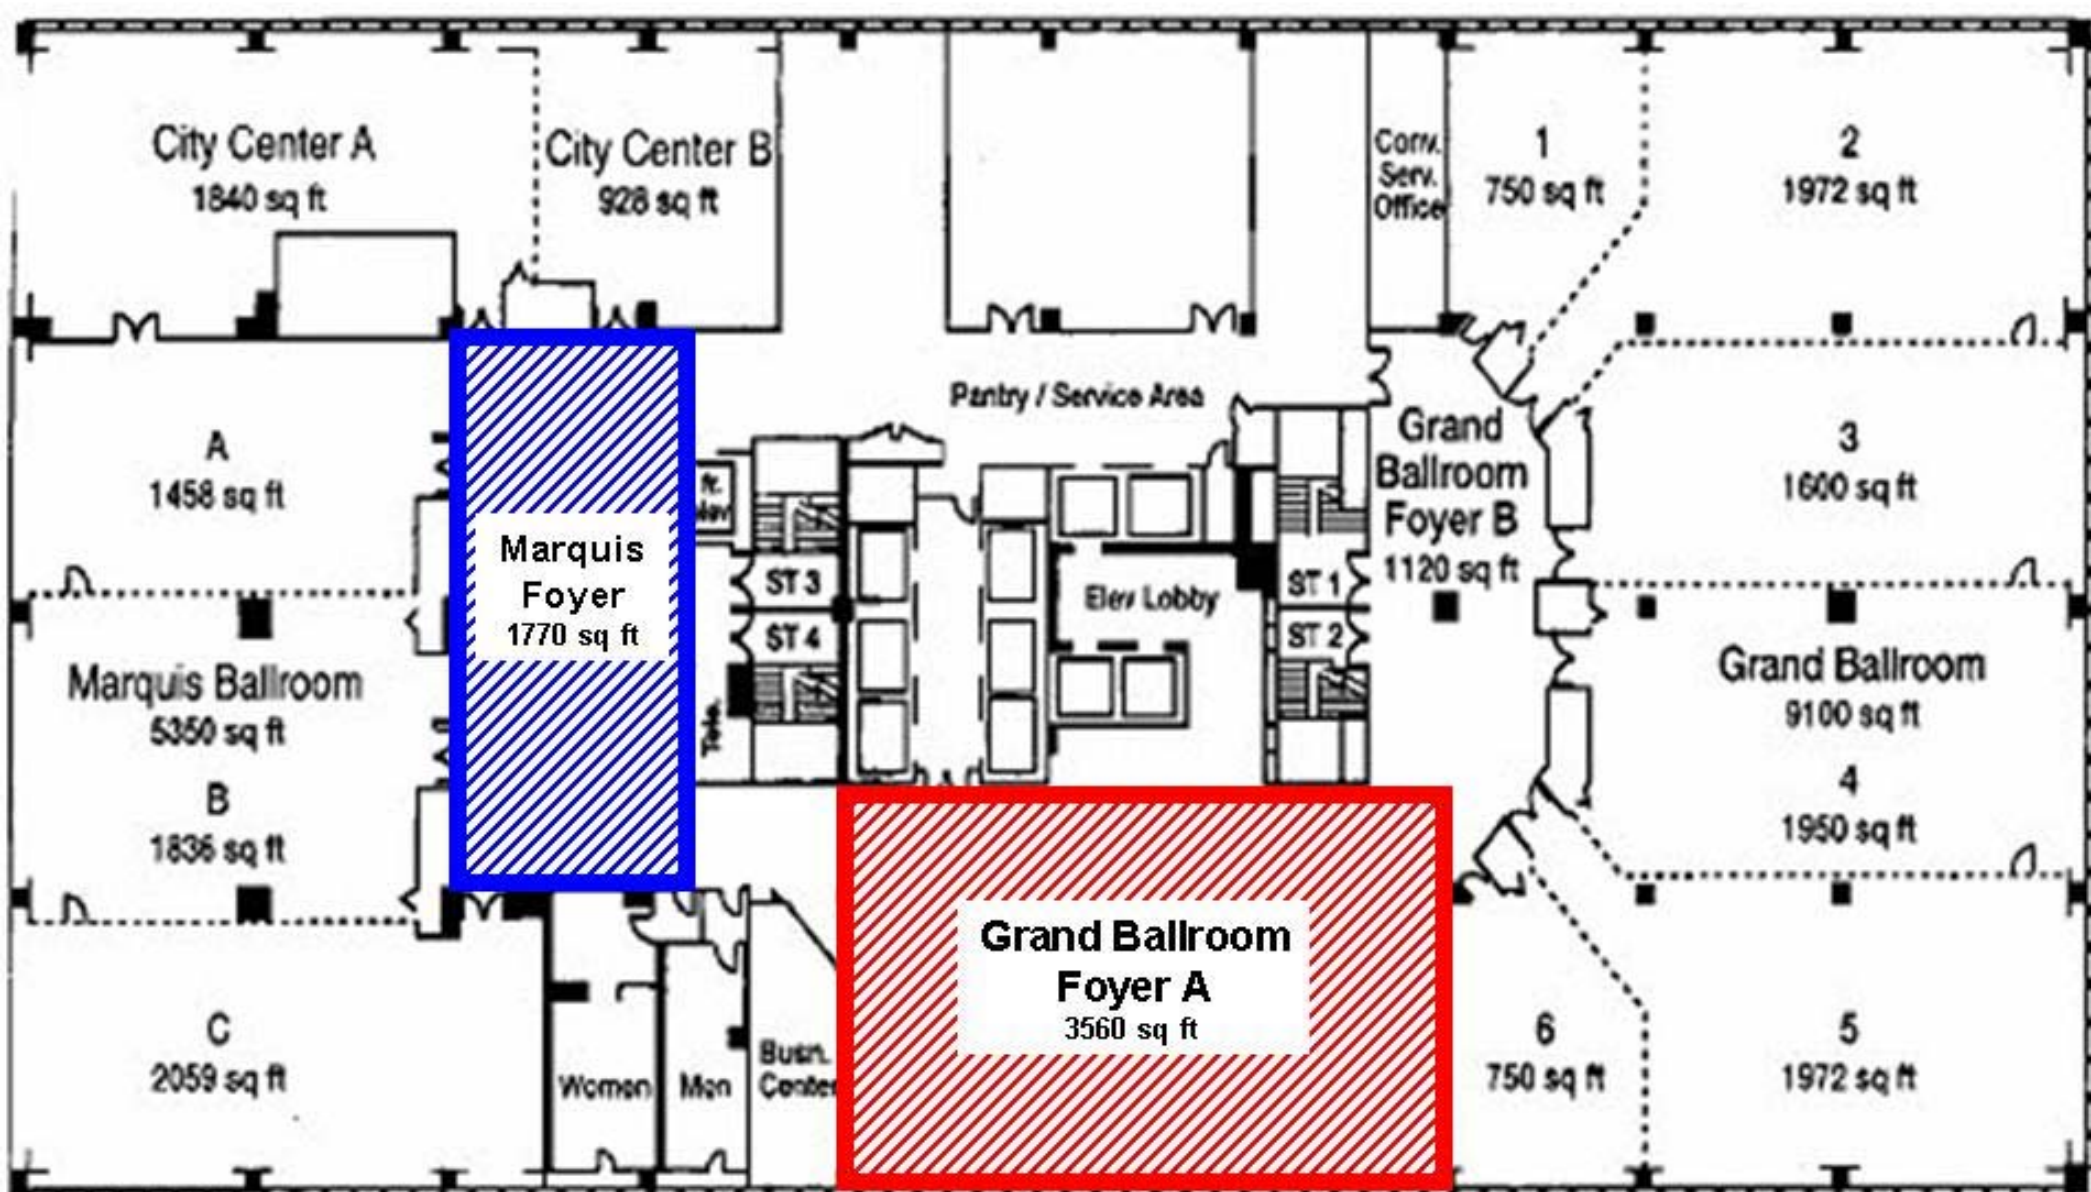 City Center A
1840 sq ft
City Center B
928 sq ft
Conv.
Serv.
Office
1
750 sq ft
2
1972 sq ft
Pantry / Service Area
A
1458 sq ft
Marquis
Foyer
1770 sq ft
ST 3
ST 4
Tele.
Elev Lobby
ST 1
ST 2
Grand
Ballroom
Foyer B
1120 sq ft
3
1600 sq ft
Marquis Ballroom
5350 sq ft
B
1836 sq ft
Grand Ballroom
9100 sq ft
4
1950 sq ft
C
2059 sq ft
Women
Men
Busn.
Center
Grand Ballroom
Foyer A
3560 sq ft
6
750 sq ft
5
1972 sq ft